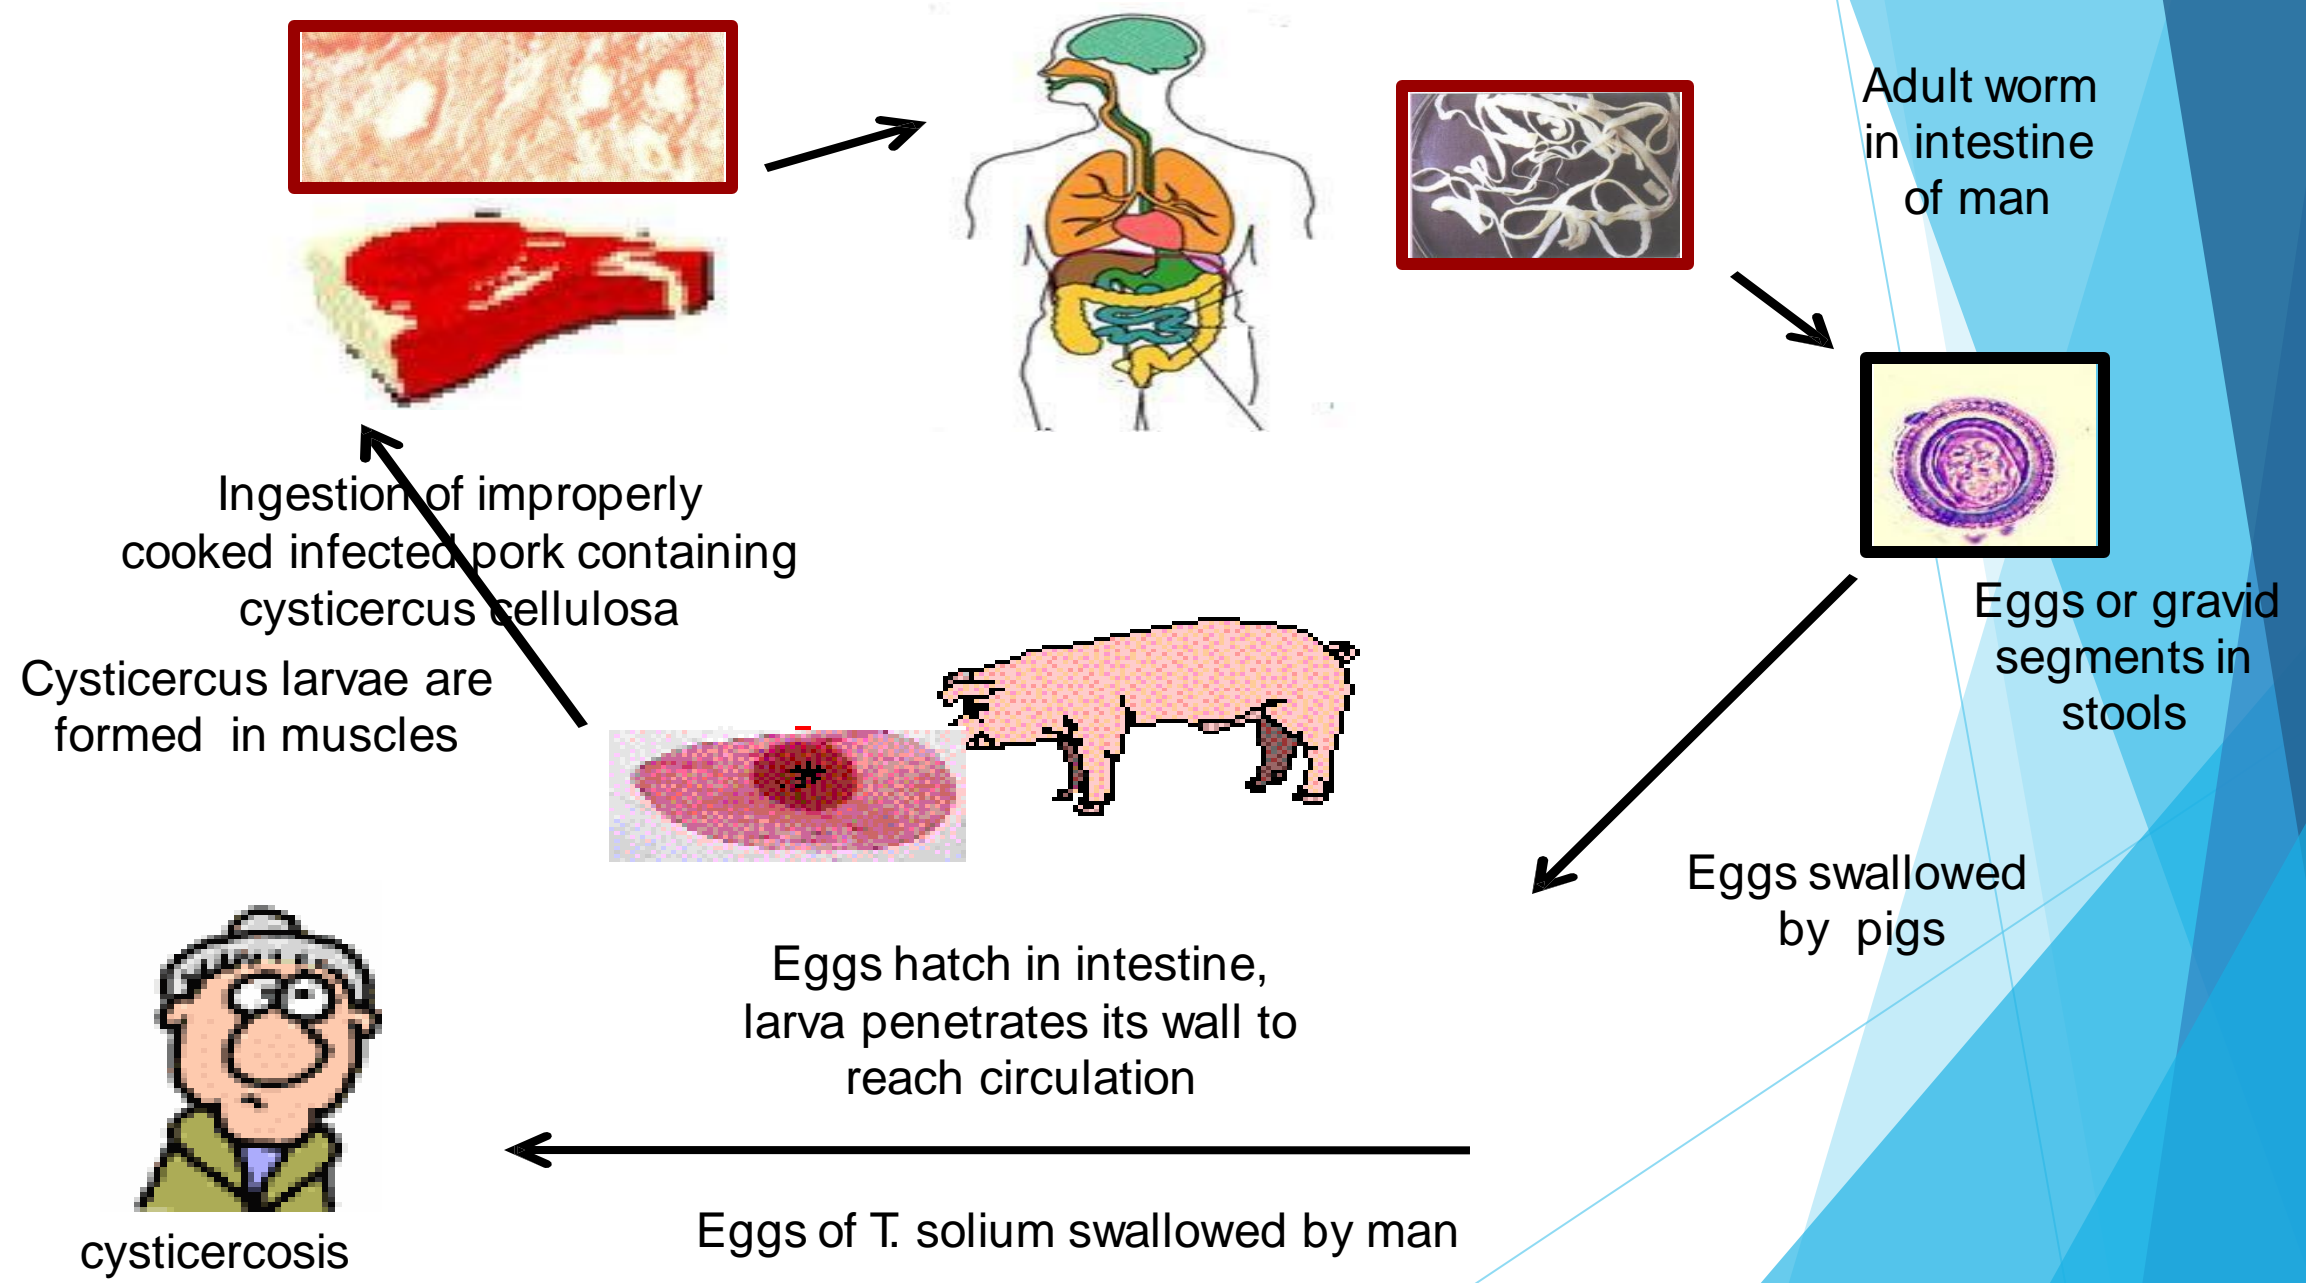 Adult worm
in intestine
of man
Ingestion of improperly
cooked infected pork containing
cysticercus cellulosa
Cysticercus larvae are
formed in muscles
Eggs or gravid
segments in
stools
Eggs swallowed
by pigs
Eggs hatch in intestine,
larva penetrates its wall to
reach circulation
Eggs of T. solium swallowed by man
cysticercosis